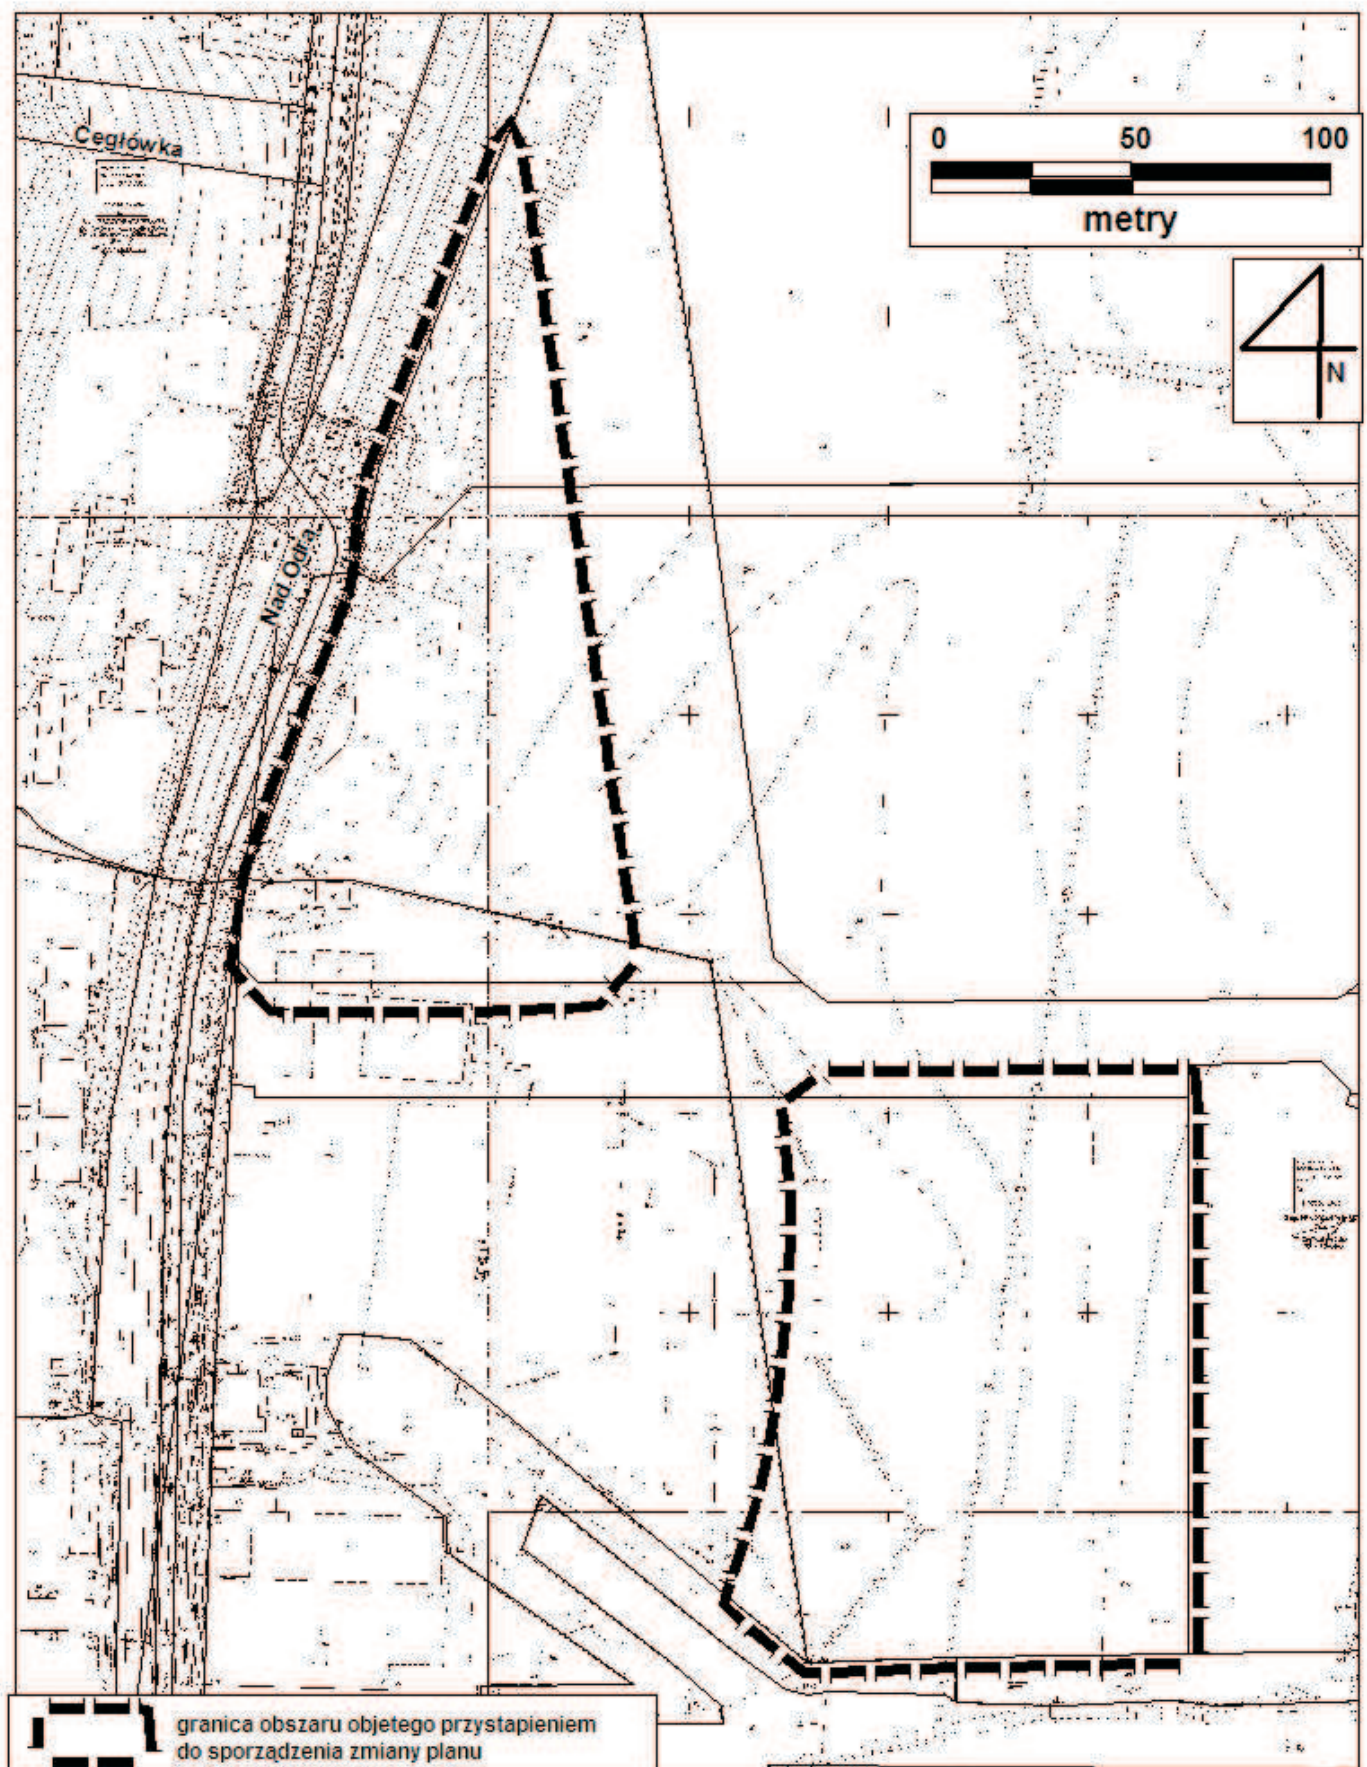 Cegłówka
0 50 100
metry
N
Nad Odrą
granica obszaru objetego przystapieniem
do sporządzenia zmiany planu